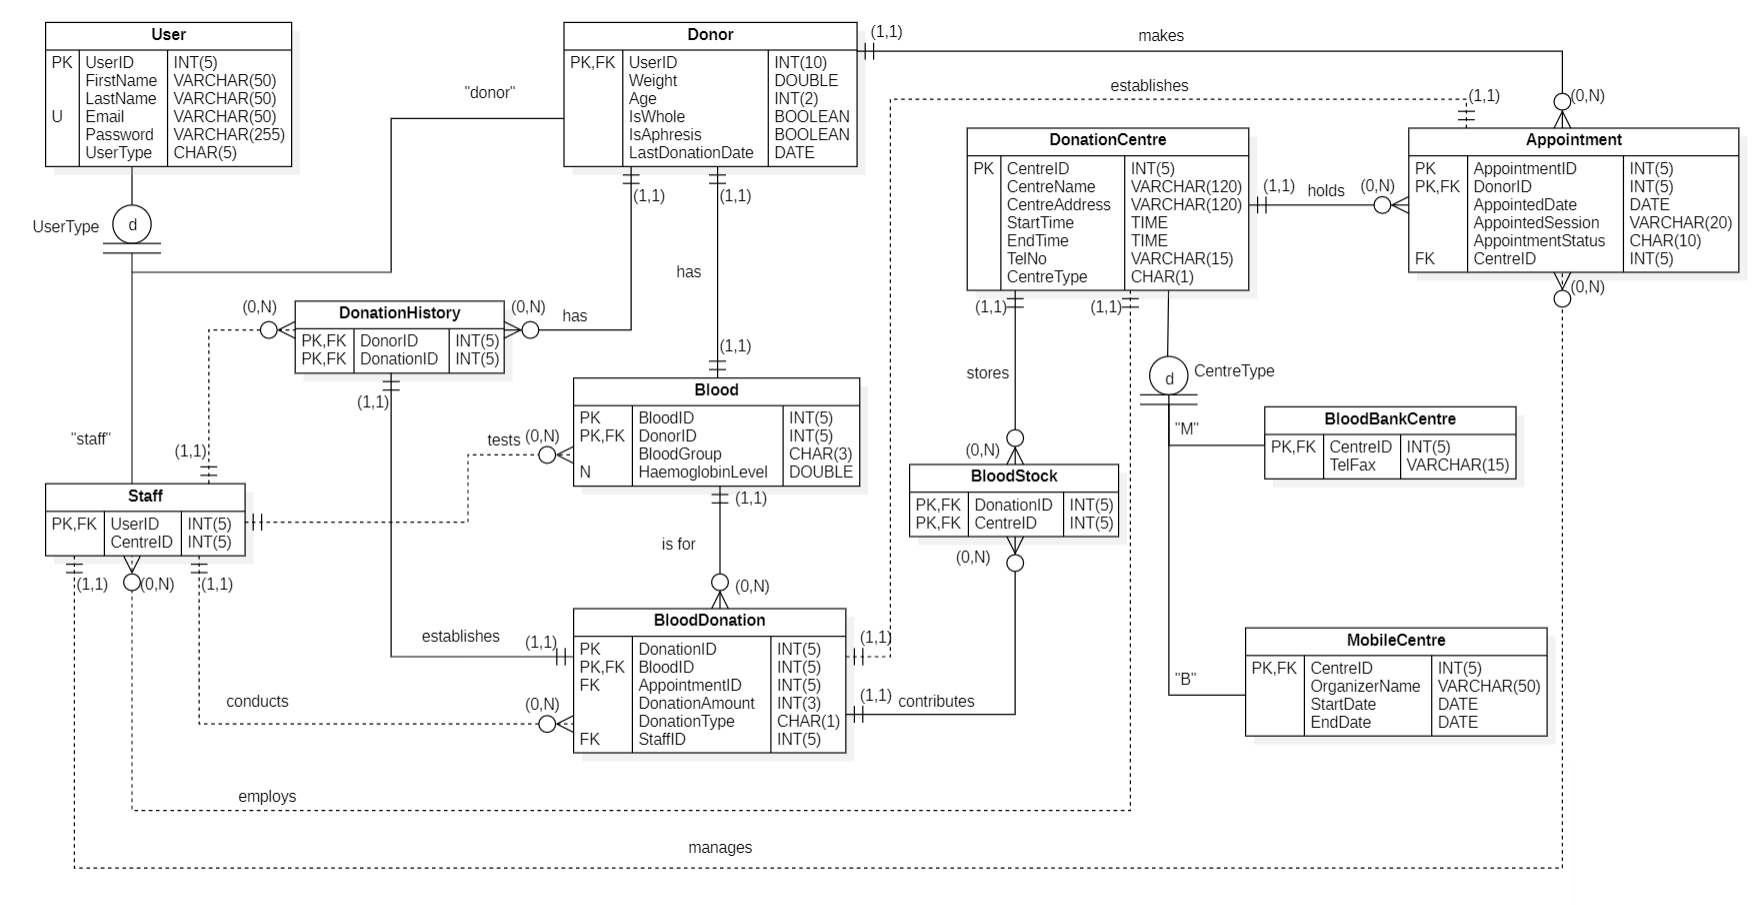 User
PK UserID INT(5)
FirstName VARCHAR(50)
LastName VARCHAR(50)
U Email VARCHAR(50)
Password VARCHAR(255)
UserType CHAR(5)
UserType
d
"donor"
"staff"
Donor
PK,FK UserID INT(10)
Weight DOUBLE
Age INT(2)
IsWhole BOOLEAN
IsAphresis BOOLEAN
LastDonationDate DATE
(1,1)
makes
(0,N)
establishes
(1,1)
(1,1)
(1,1)
has
has
(1,1)
DonationCentre
PK CentreID INT(5)
CentreName VARCHAR(120)
CentreAddress VARCHAR(120)
StartTime TIME
EndTime TIME
TelNo VARCHAR(15)
CentreType CHAR(1)
(1,1)
holds
(0,N)
Appointment
PK AppointmentID INT(5)
PK,FK DonorID INT(5)
AppointedDate DATE
AppointedSession VARCHAR(20)
AppointmentStatus CHAR(10)
FK CentreID INT(5)
(0,N)
(0,N)
DonationHistory
PK,FK DonorID INT(5)
PK,FK DonationID INT(5)
(0,N)
(1,1)
(1,1)
(1,1)
stores
(0,N)
d
CentreType
"M"
"B"
Blood
PK BloodID INT(5)
PK,FK DonorID INT(5)
BloodGroup CHAR(3)
N HaemoglobinLevel DOUBLE
tests
(0,N)
(1,1)
is for
(0,N)
BloodBankCentre
PK,FK CentreID INT(5)
TelFax VARCHAR(15)
BloodStock
PK,FK DonationID INT(5)
PK,FK CentreID INT(5)
(0,N)
(1,1)
Staff
PK,FK UserID INT(5)
CentreID INT(5)
(1,1)
(0,N)
(1,1)
BloodDonation
PK DonationID INT(5)
PK,FK BloodID INT(5)
FK AppointmentID INT(5)
DonationAmount INT(3)
DonationType CHAR(1)
FK StaffID INT(5)
establishes
(1,1)
(1,1)
(1,1)
contributes
conducts
(0,N)
MobileCentre
PK,FK CentreID INT(5)
OrganizerName VARCHAR(50)
StartDate DATE
EndDate DATE
employs
manages